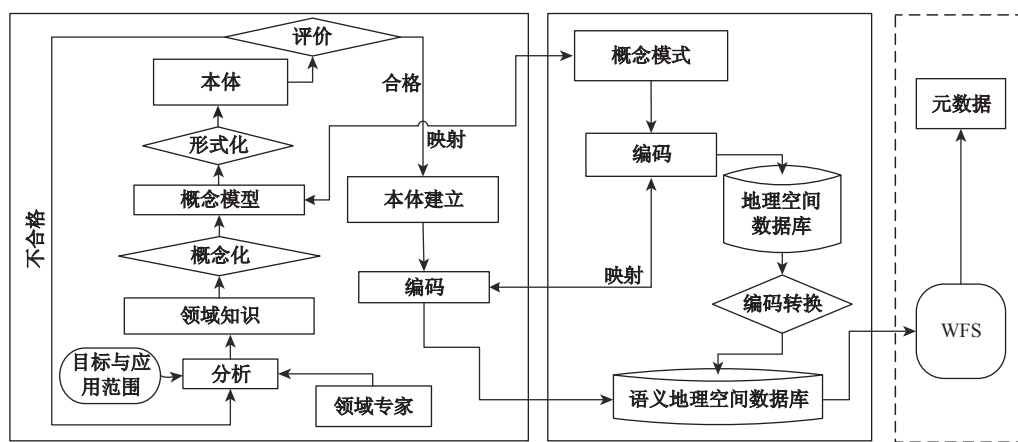 评价
合格
本体
形式化
映射
概念模型
本体建立
不合格
概念化
编码
领域知识
目标与应
用范围
分析
领域专家
概念模式
编码
地理空间
数据库
映射
编码转换
语义地理空间数据库
元数据
WFS